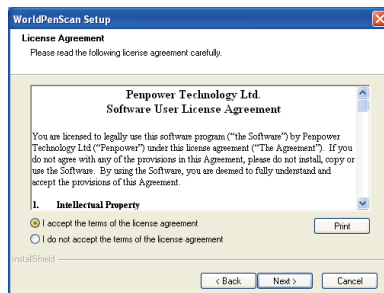 WorldPenScan Setup
License Agreement
Please read the following license agreement carefully.
Penpower Technology Ltd.
Software User License Agreement
You are licensed to legally use this software program (“the Software”) by Penpower
Technology Ltd (“Penpower”) under this license agreement (“The Agreement”). If you
do not agree with any of the provisions in this Agreement, please do not install, copy or
use the Software. By using the Software, you are deemed to fully understand and
accept the provisions of this Agreement.
1. Intellectual Property
I accept the terms of the license agreement
Print
I do not accept the terms of the license agreement
InstallShield
< Back
Next >
Cancel